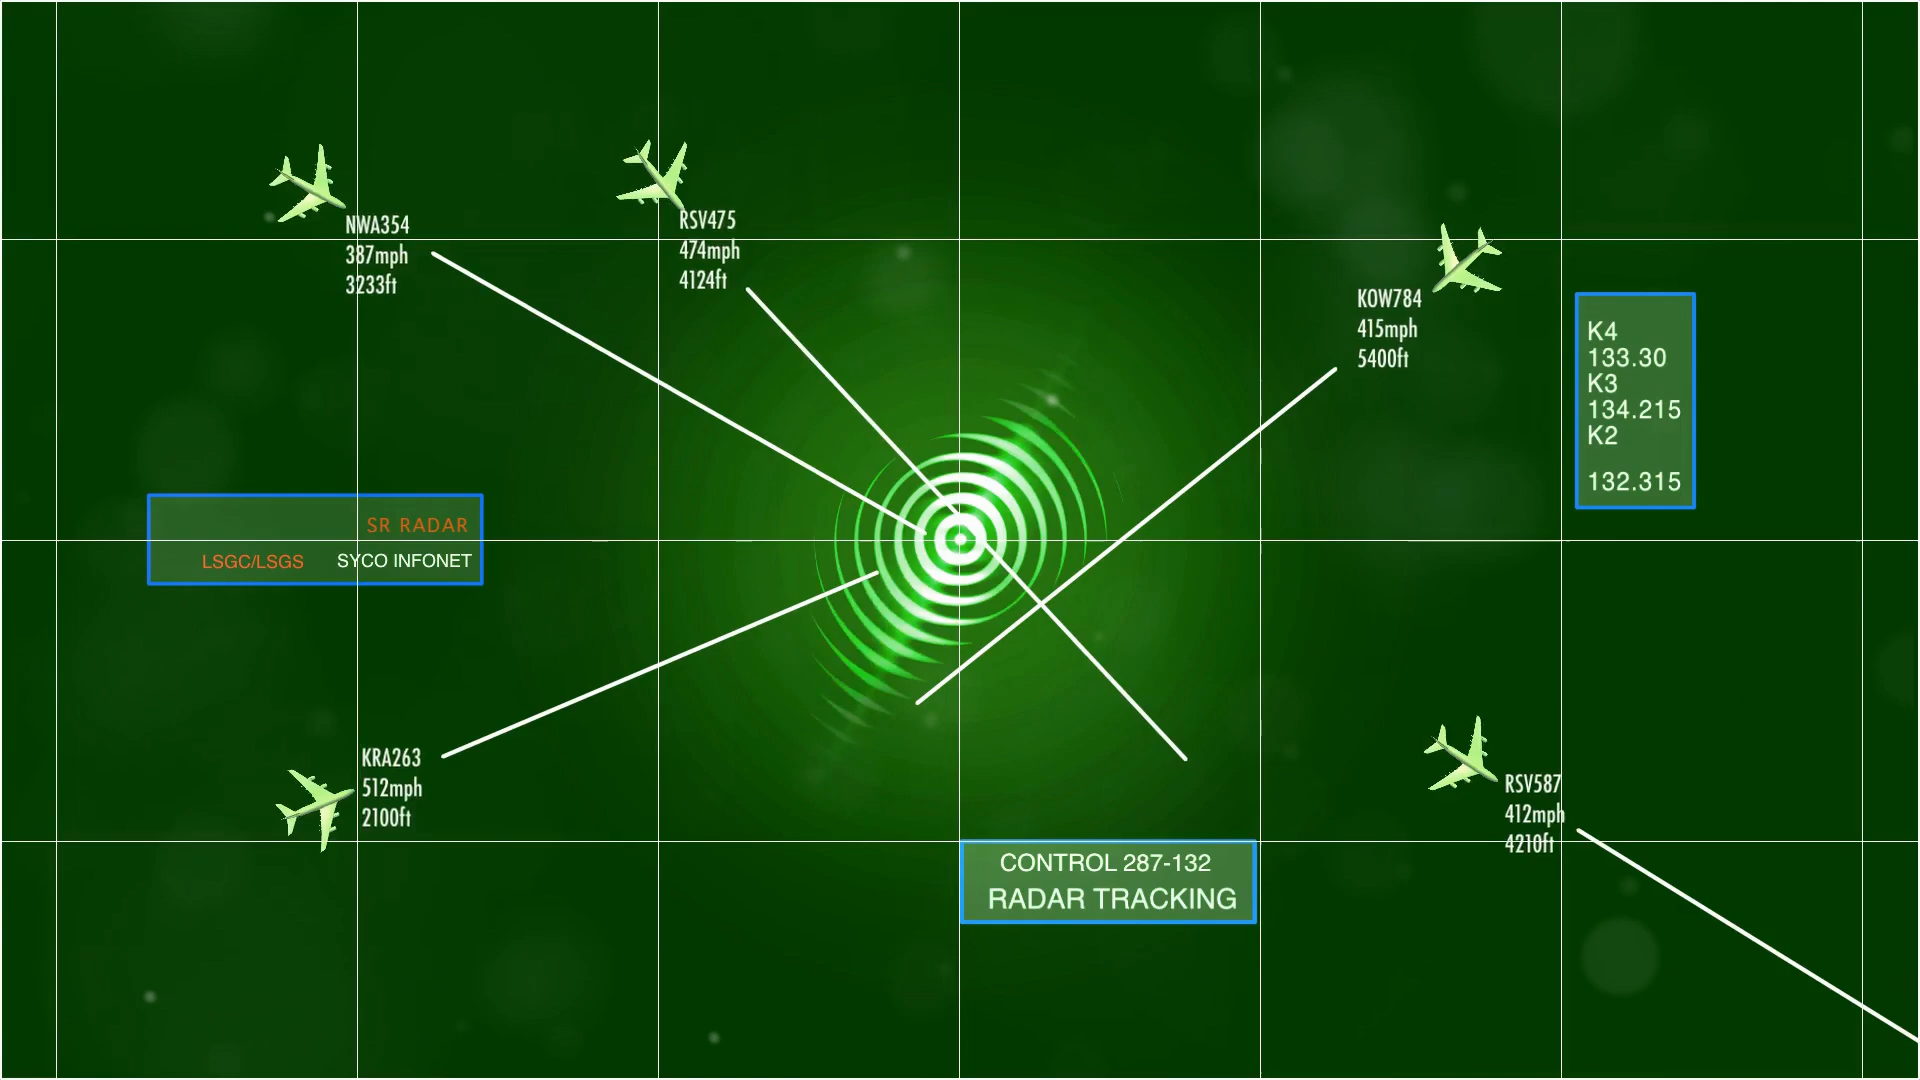 NWA354
387mph
3233ft
RSV475
474mph
4124ft
KOW784
415mph
5400ft
K4
133.30
K3
134.215
K2
132.315
SR RADAR
LSGC/LSGS SYCO INFONET
KRA263
512mph
2100ft
RSV587
412mph
4210ft
CONTROL 287-132
RADAR TRACKING